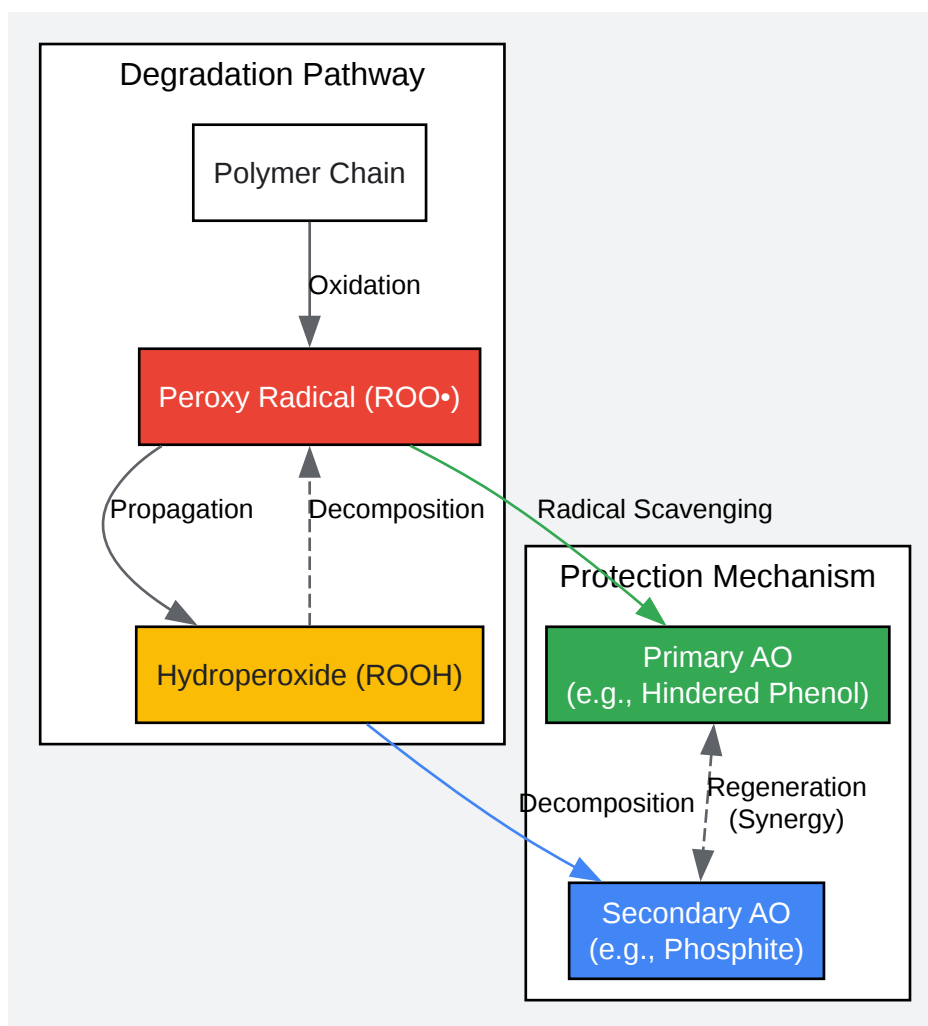 Degradation Pathway
Polymer Chain
Oxidation
Peroxy Radical (ROO•)
Propagation
Decomposition
Radical Scavenging
Hydroperoxide (ROOH)
Protection Mechanism
Primary AO
(e.g., Hindered Phenol)
Decomposition
Regeneration
(Synergy)
Secondary AO
(e.g., Phosphite)